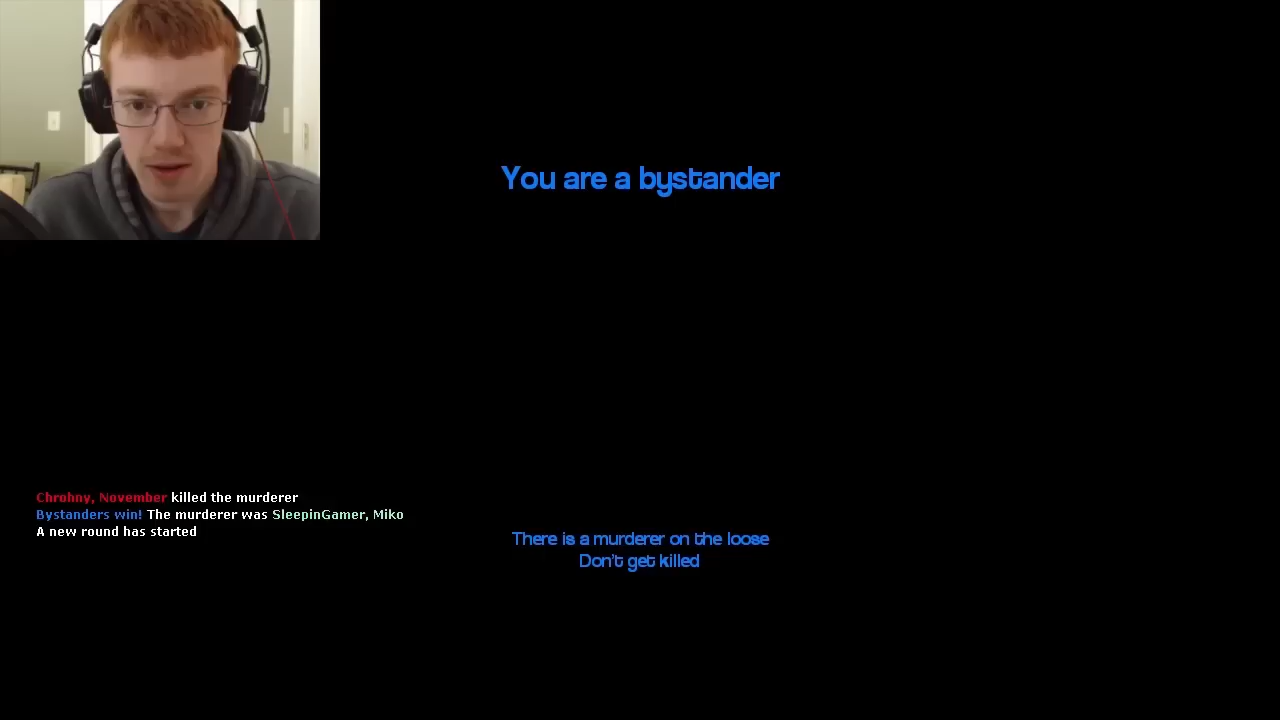 You are a bystander
Chrohny, November killed the murderer
Bystanders win! The murderer was SleepinGamer, Miko
A new round has started
There is a murderer on the loose
Don't get killed